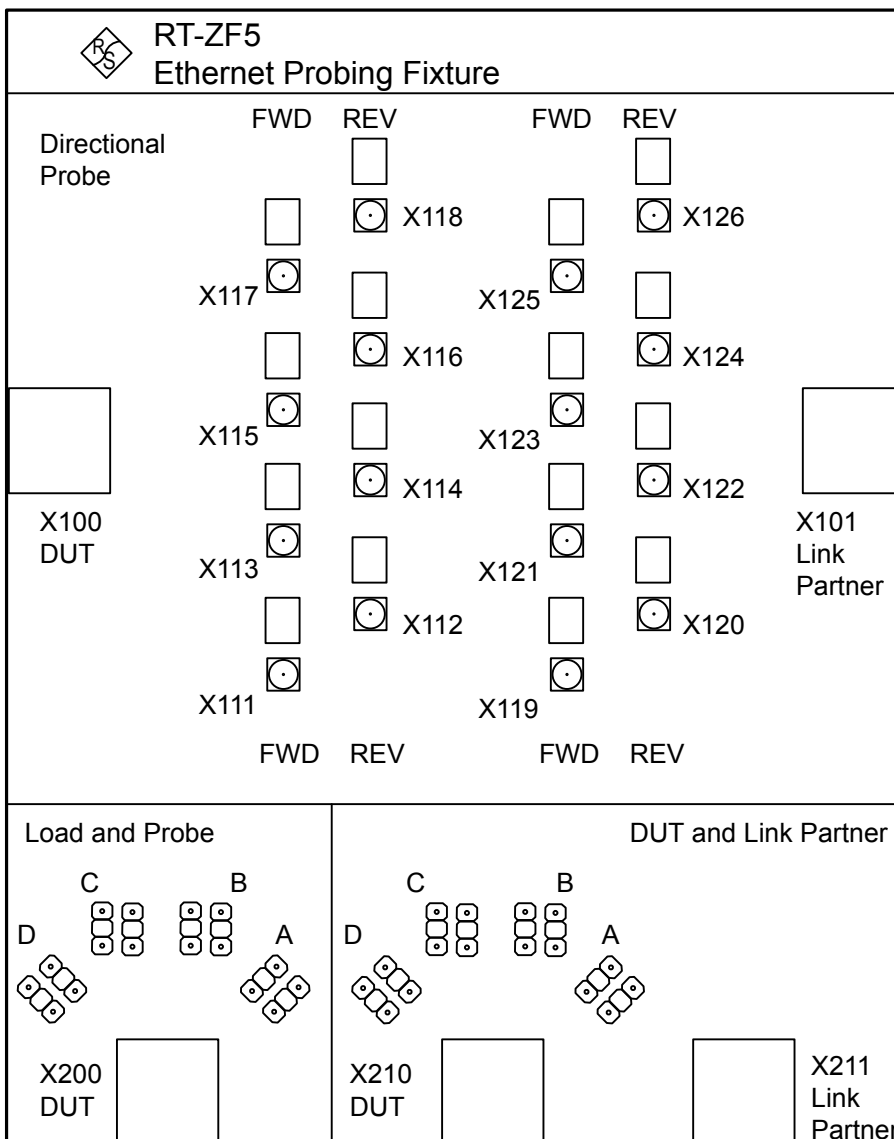 RS
RT-ZF5
Ethernet Probing Fixture
Directional
Probe
FWD REV FWD REV
X118 X126
X117 X125
X116 X124
X115 X123
X114 X122
X100
DUT
X101
Link
Partner
X113 X121
X112 X120
X111 X119
FWD REV FWD REV
Load and Probe
C B
D A
X200
DUT
DUT and Link Partner
C B
D A
X210
DUT
X211
Link
Partner